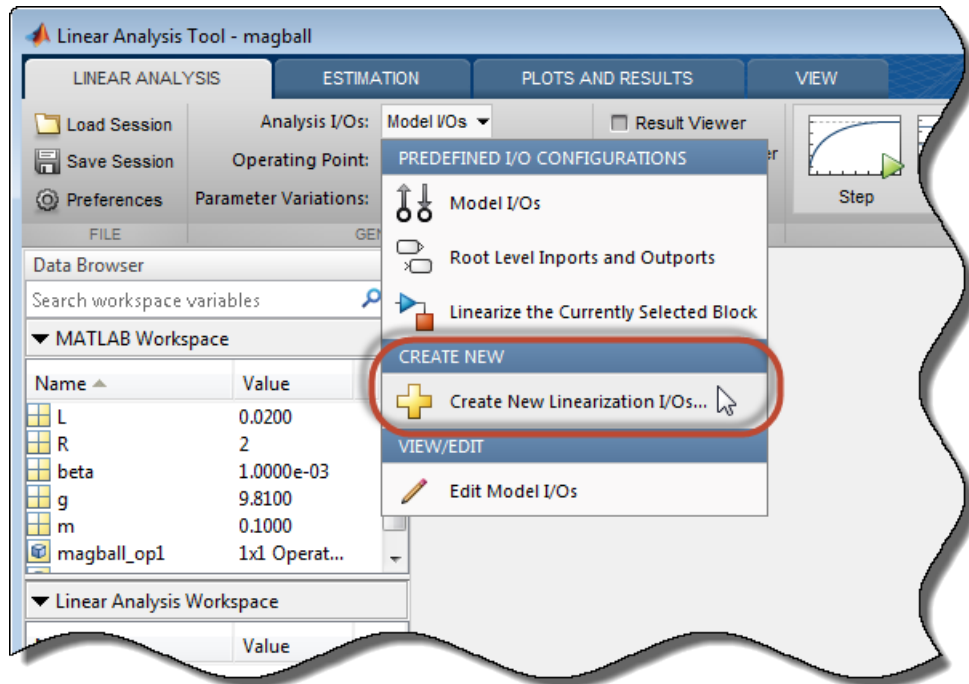 Linear Analysis Tool - magball
LINEAR ANALYSIS ESTIMATION PLOTS AND RESULTS VIEW
Load Session
Save Session
Preferences
FILE
Analysis I/Os: Model I/Os
Operating Point:
Parameter Variations:
Result Viewer
Step
PREDEFINED I/O CONFIGURATIONS
Model I/Os
Root Level Inports and Outports
Linearize the Currently Selected Block
CREATE NEW
Create New Linearization I/Os...
VIEW/EDIT
Edit Model I/Os
Data Browser
Search workspace variables
MATLAB Workspace
Name Value
L 0.0200
R 2
beta 1.0000e-03
g 9.8100
m 0.1000
magball_op1 1x1 Operat...
Linear Analysis Workspace
Value